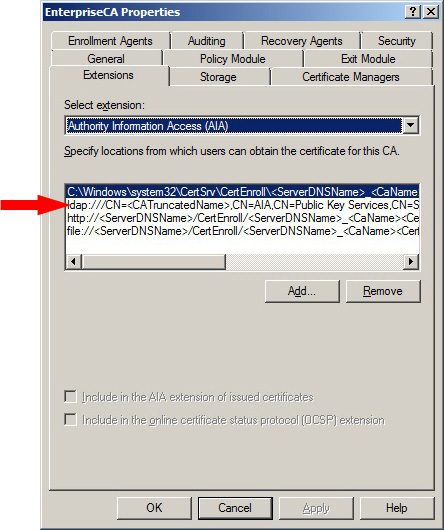 EnterpriseCA Properties
Enrollment Agents Auditing Recovery Agents Security
General Policy Module Exit Module
Extensions Storage Certificate Managers
Select extension:
Authority Information Access (AIA)
Specify locations from which users can obtain the certificate for this CA.
C:\Windows\system32\CertSrv\CertEnroll\<ServerDNSName>_<CaName
ldap:///CN=<CATruncatedName>,CN=AIA,CN=Public Key Services,CN=S
http://<ServerDNSName>/CertEnroll/<ServerDNSName>_<CaName><Cer
file://<ServerDNSName>/CertEnroll/<ServerDNSName>_<CaName><Cert
Add... Remove
Include in the AIA extension of issued certificates
Include in the online certificate status protocol (OCSP) extension
OK Cancel Apply Help